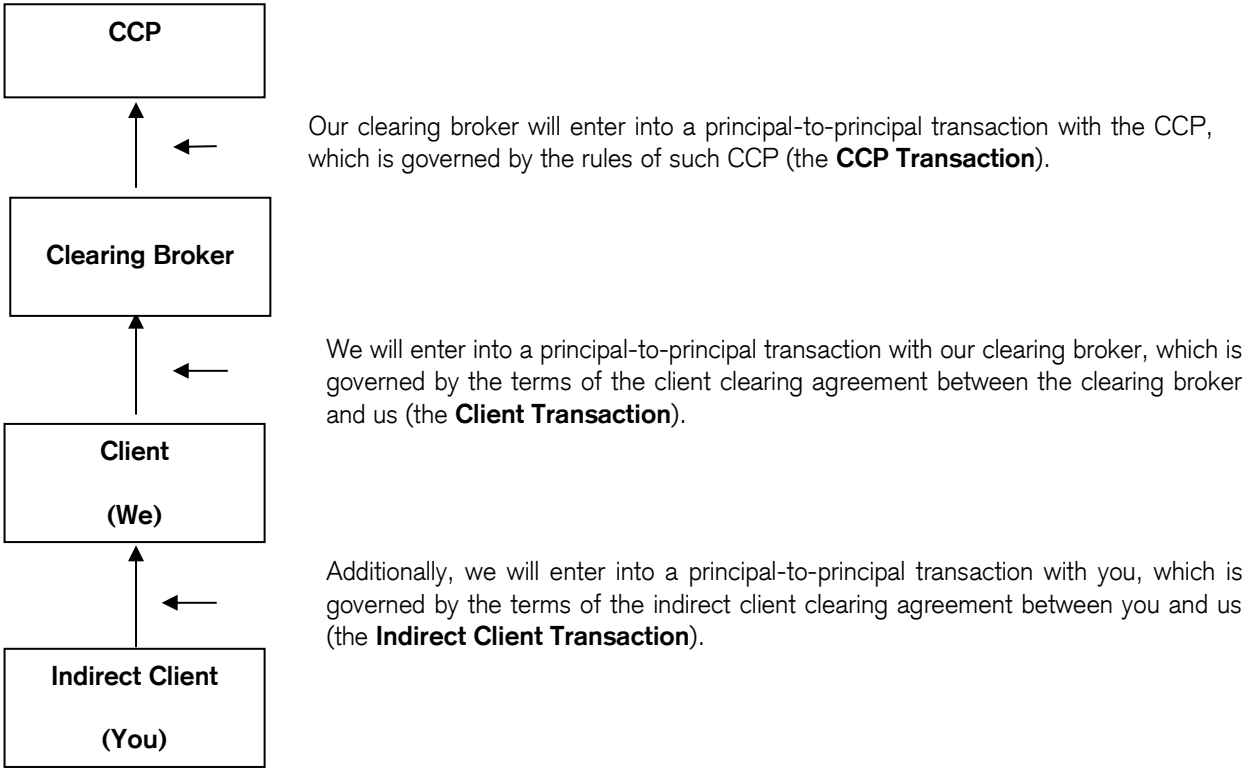 CCP
Our clearing broker will enter into a principal-to-principal transaction with the CCP,
which is governed by the rules of such CCP (the CCP Transaction).
Clearing Broker
We will enter into a principal-to-principal transaction with our clearing broker, which is
governed by the terms of the client clearing agreement between the clearing broker
and us (the Client Transaction).
Client
(We)
Additionally, we will enter into a principal-to-principal transaction with you, which is
governed by the terms of the indirect client clearing agreement between you and us
(the Indirect Client Transaction).
Indirect Client
(You)